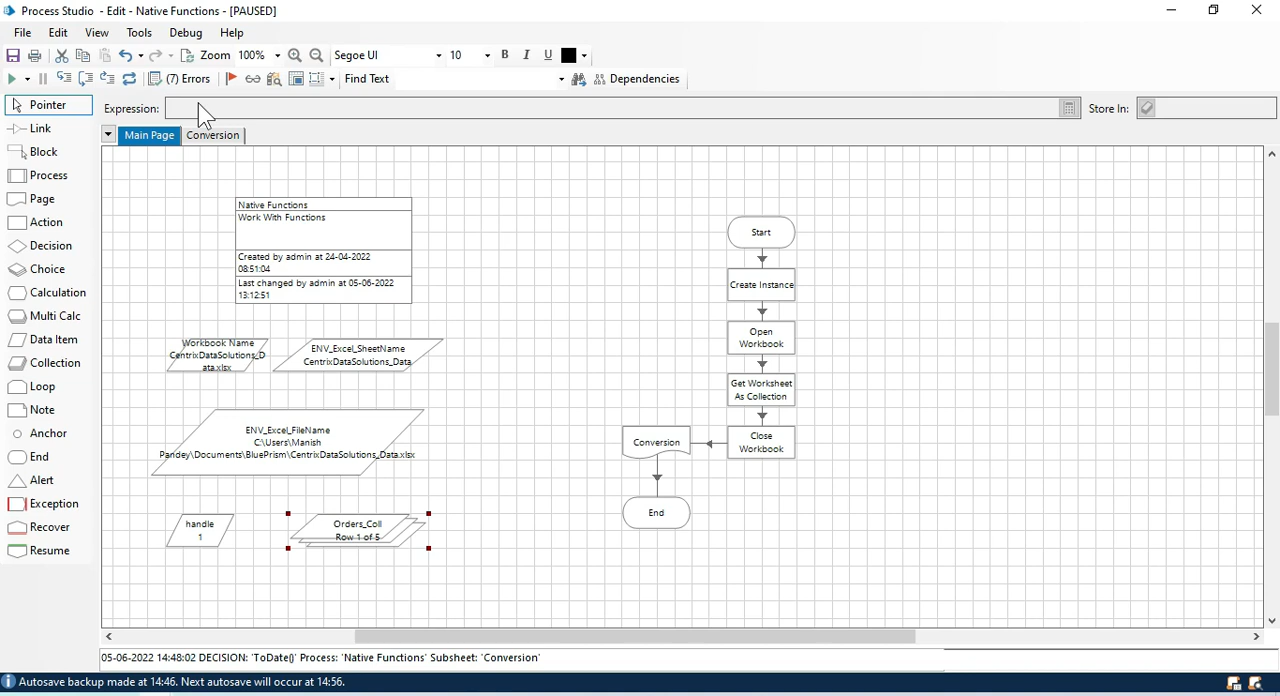 Process Studio - Edit - Native Functions - [PAUSED]
File Edit View Tools Debug Help
Zoom 100% Segoe UI 10 B I U
(7) Errors Find Text Dependencies
Pointer
Expression: Store In:
Link
Main Page Conversion
Block
Process
Page
Action
Decision
Choice
Calculation
Multi Calc
Data Item
Collection
Loop
Note
Anchor
End
Alert
Exception
Recover
Resume
Native Functions
Work With Functions
Created by admin at 24-04-2022
08:51:04
Last changed by admin at 05-06-2022
13:12:51
Workbook Name
CentrixDataSolutions_D
ata.xlsx
ENV_Excel_SheetName
CentrixDataSolutions_Data
ENV_Excel_FileName
C:\Users\Manish
Pandey\Documents\BluePrism\CentrixDataSolutions_Data.xlsx
handle
1
Orders_Coll
Row 1 of 5
Start
Create Instance
Open
Workbook
Get Worksheet
As Collection
Close
Workbook
Conversion
End
05-06-2022 14:48:02 DECISION: 'ToDate()' Process: 'Native Functions' Subsheet: 'Conversion'
Autosave backup made at 14:46. Next autosave will occur at 14:56.